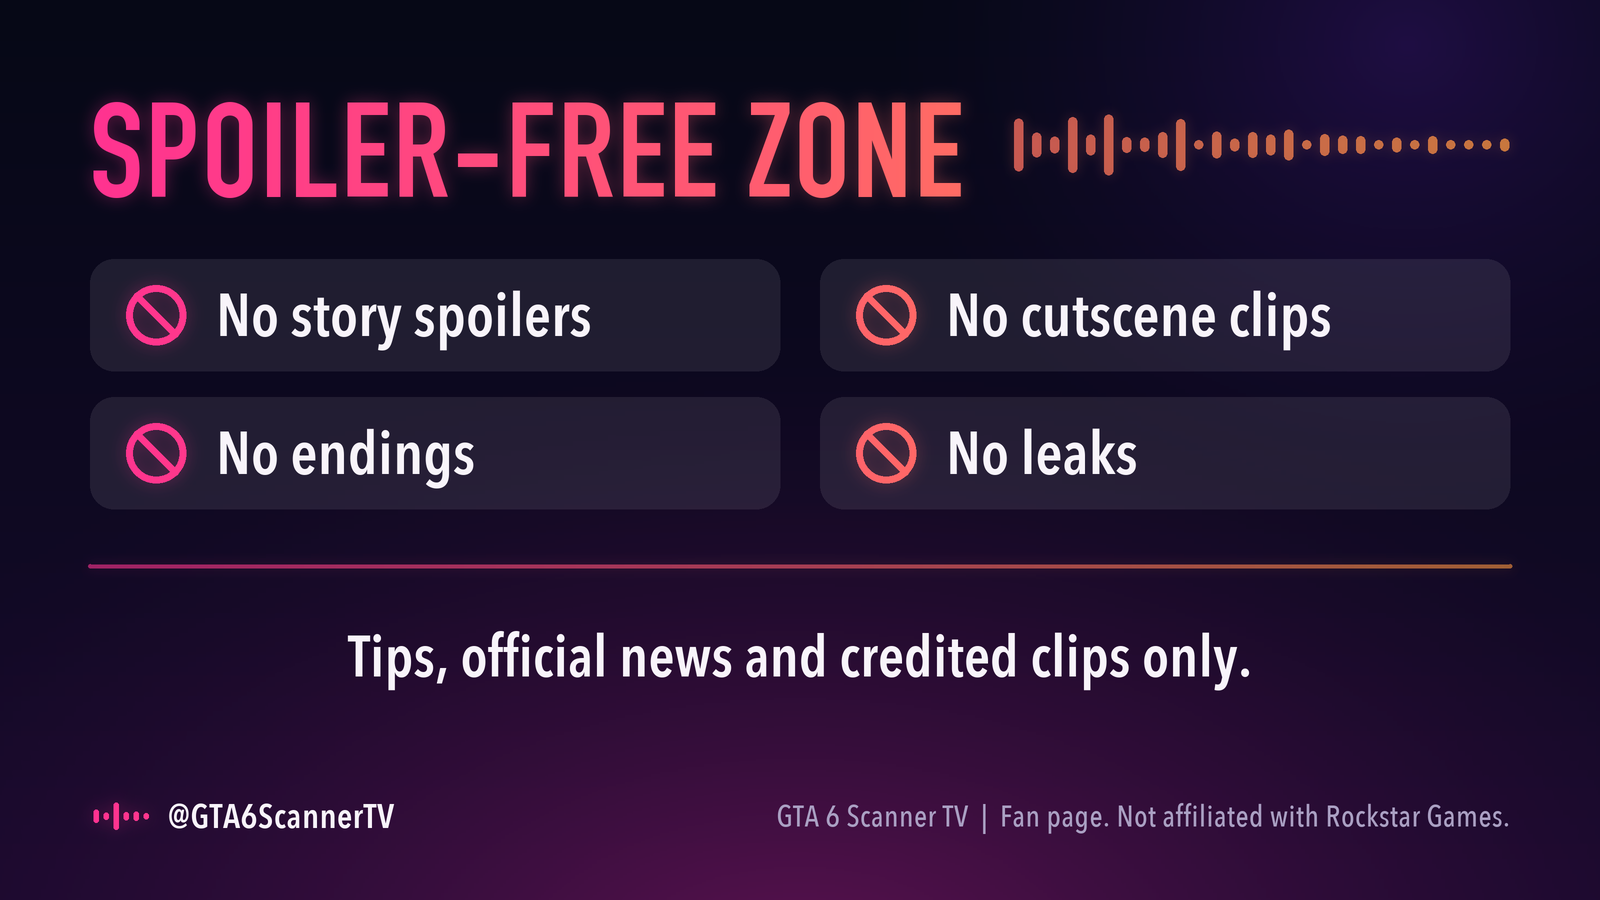 SPOILER-FREE ZONE
No story spoilers
No cutscene clips
No endings
No leaks
Tips, official news and credited clips only.
@GTA6ScannerTV
GTA 6 Scanner TV | Fan page. Not affiliated with Rockstar Games.